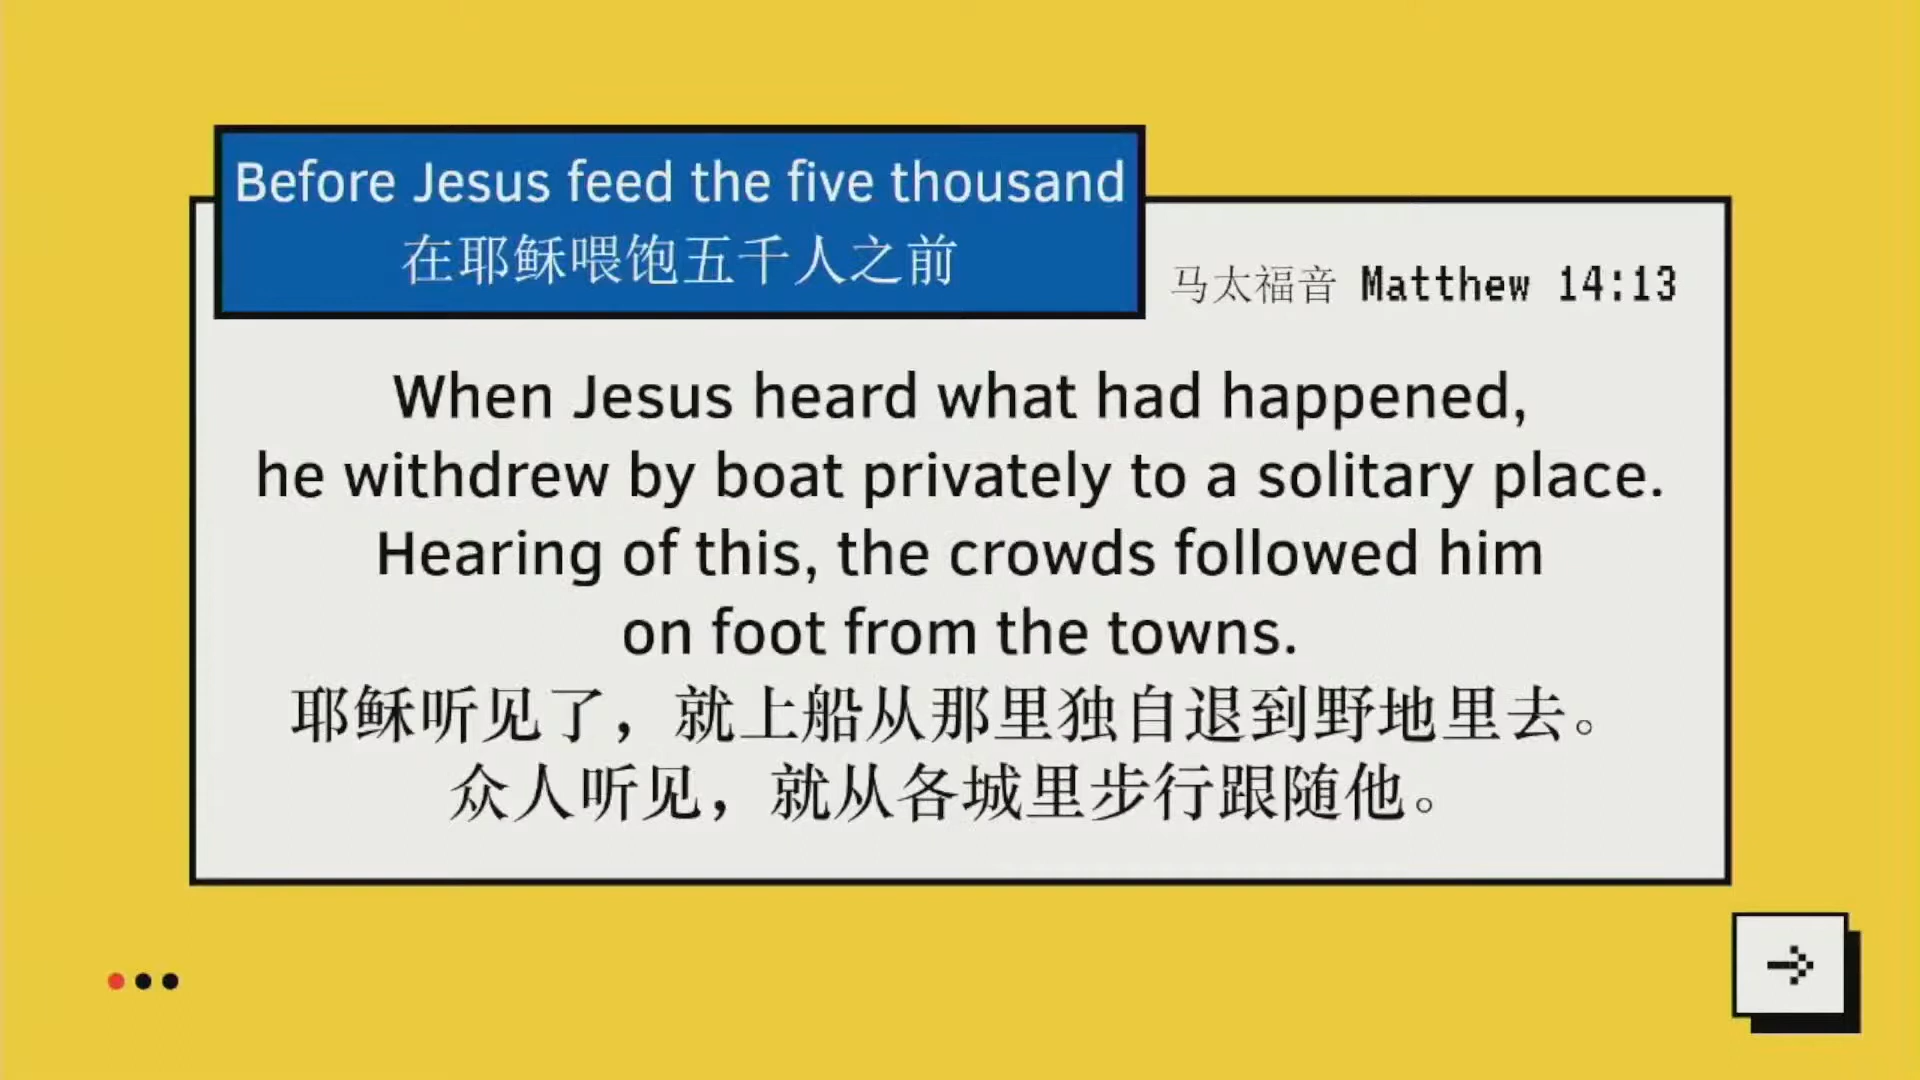 Before Jesus feed the five thousand
在耶稣喂饱五千人之前
马太福音 Matthew 14:13
When Jesus heard what had happened,
he withdrew by boat privately to a solitary place.
Hearing of this, the crowds followed him
on foot from the towns.
耶稣听见了，就上船从那里独自退到野地里去。
众人听见，就从各城里步行跟随他。